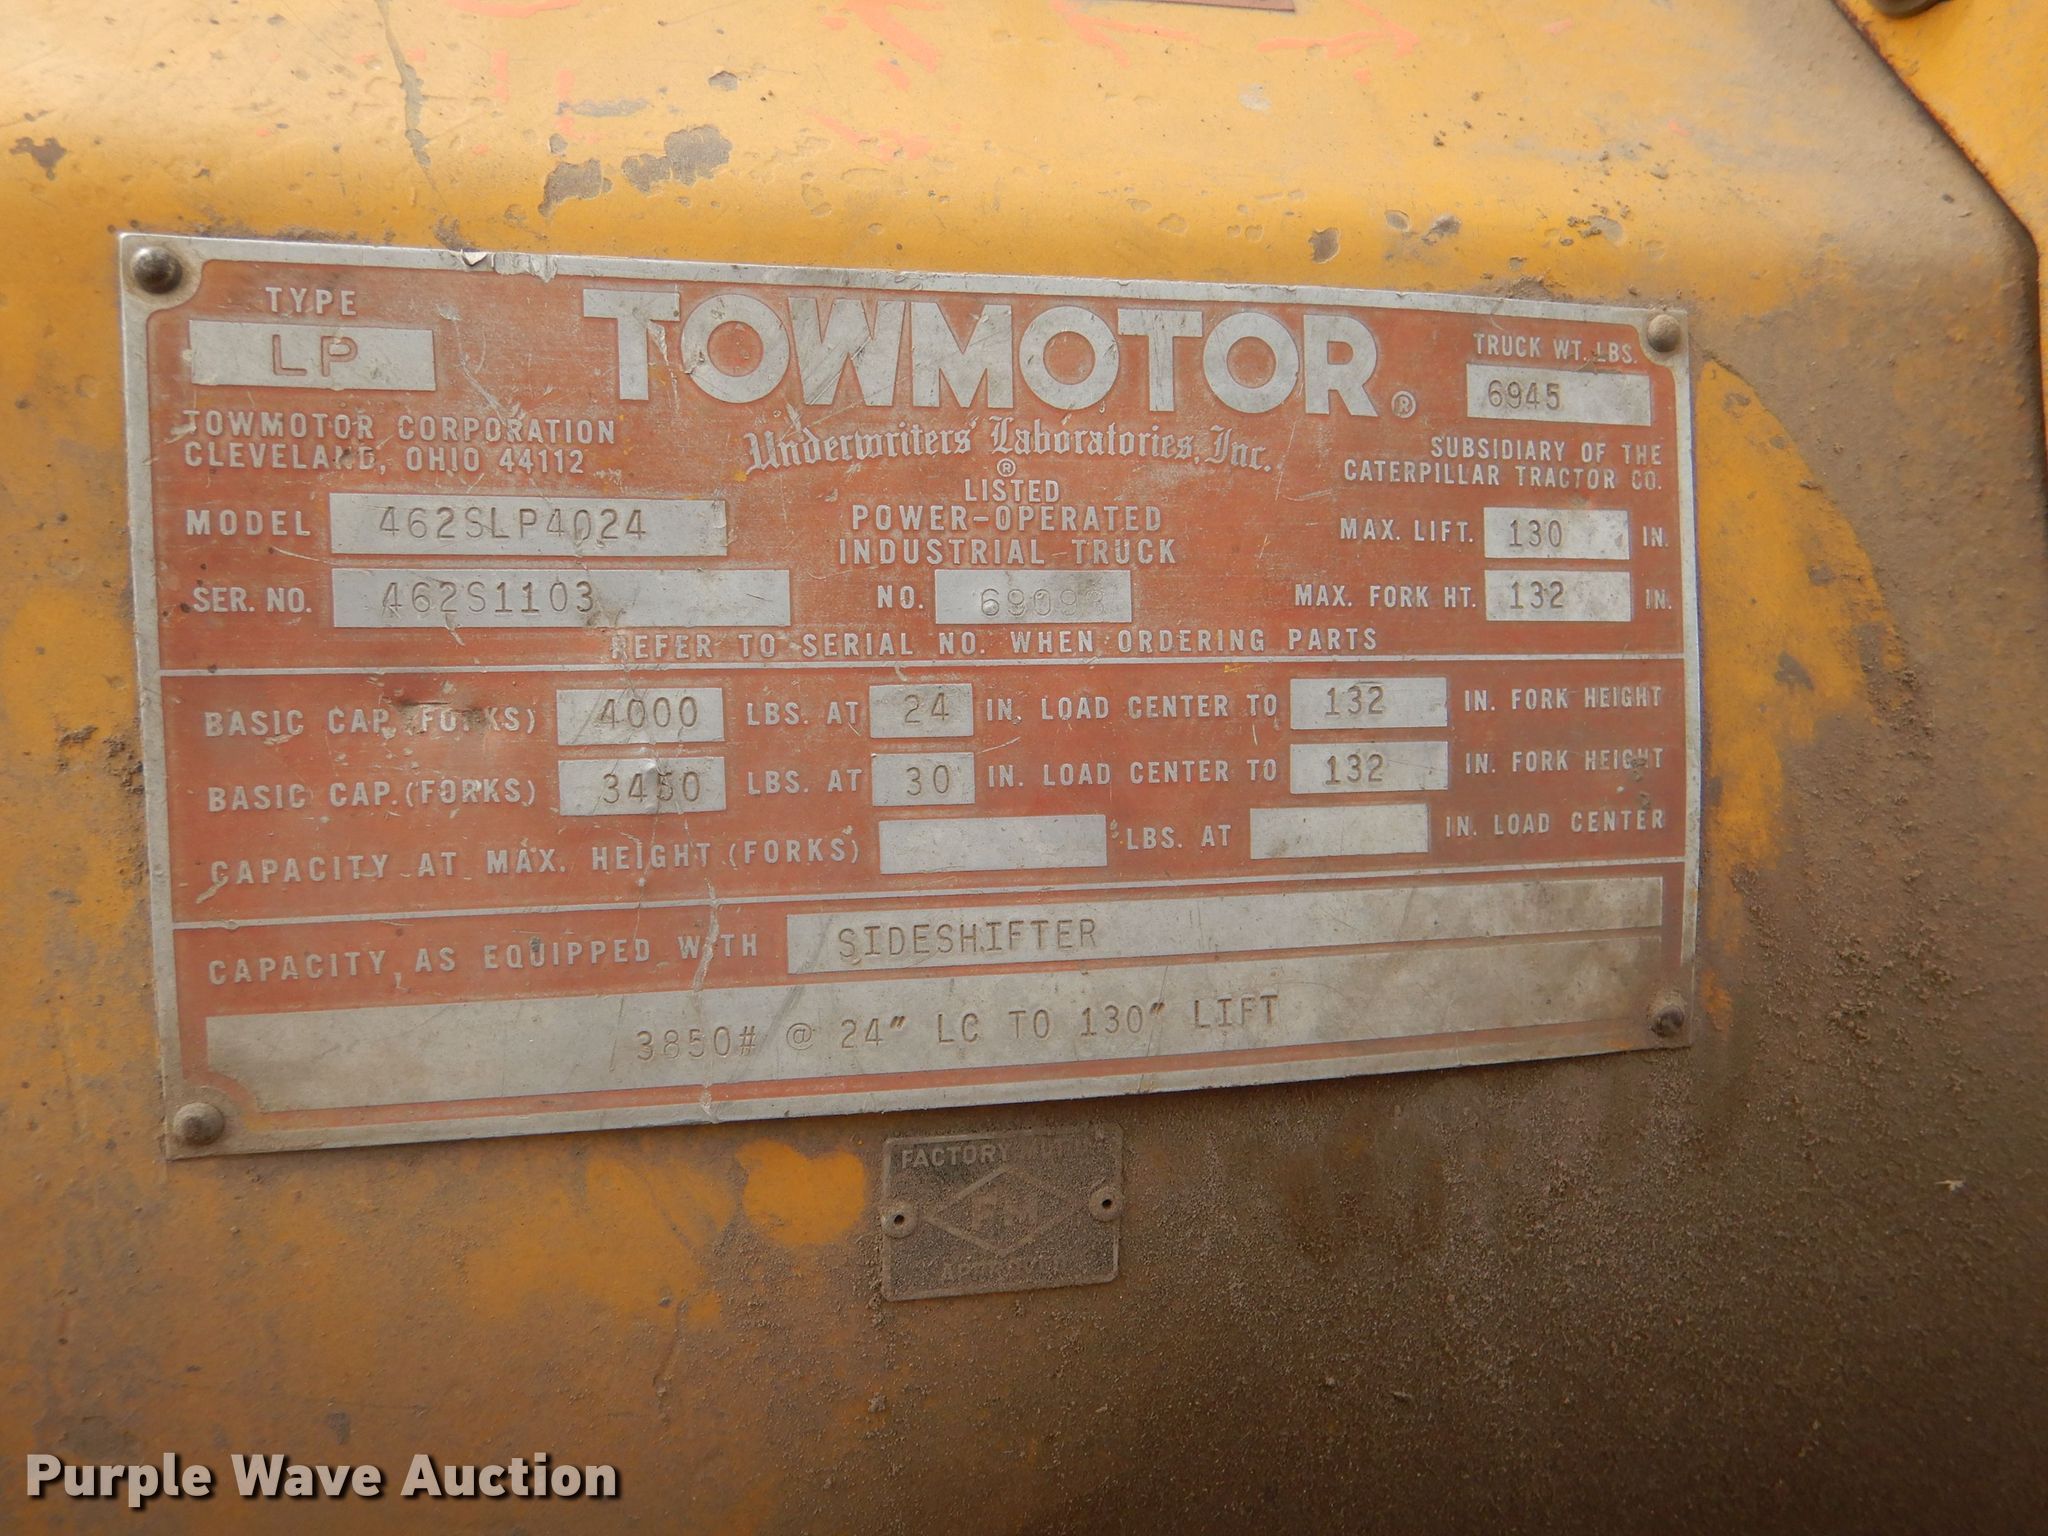 TYPE
LP
TOWMOTOR®
TRUCK WT. LBS.
6945
TOWMOTOR CORPORATION
CLEVELAND, OHIO 44112
Underwriters' Laboratories, Inc.
®
SUBSIDIARY OF THE
CATERPILLAR TRACTOR CO.
LISTED
POWER-OPERATED
INDUSTRIAL TRUCK
MODEL 462SLP4024
MAX. LIFT. 130 IN.
SER. NO. 462S1103
NO.
MAX. FORK HT. 132 IN.
REFER TO SERIAL NO. WHEN ORDERING PARTS
BASIC CAP. (FORKS) 4000 LBS. AT 24 IN. LOAD CENTER TO 132 IN. FORK HEIGHT
BASIC CAP. (FORKS) 3450 LBS. AT 30 IN. LOAD CENTER TO 132 IN. FORK HEIGHT
CAPACITY AT MAX. HEIGHT (FORKS) LBS. AT IN. LOAD CENTER
CAPACITY, AS EQUIPPED WITH SIDESHIFTER
3850# @ 24" LC TO 130" LIFT
FACTORY
FM
APPROVED
Purple Wave Auction